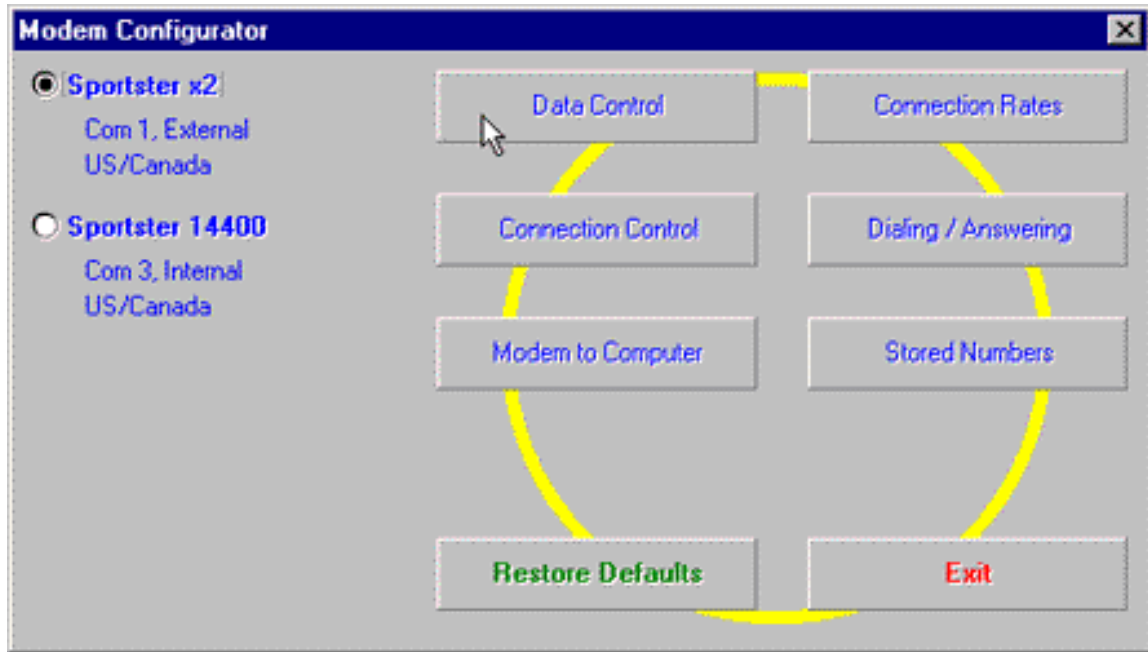 Modem Configurator
Sportster x2
Com 1, External
US/Canada
Sportster 14400
Com 3, Internal
US/Canada
Data Control
Connection Rates
Connection Control
Dialing / Answering
Modem to Computer
Stored Numbers
Restore Defaults
Exit